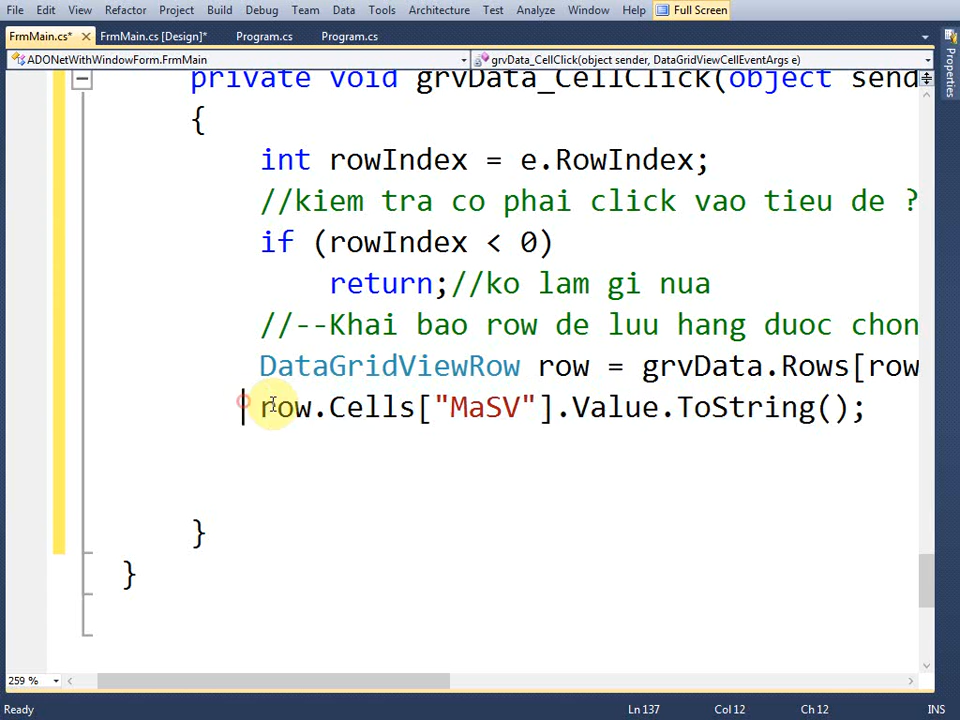 File Edit View Refactor Project Build Debug Team Data Tools Architecture Test Analyze Window Help Full Screen
FrmMain.cs* FrmMain.cs [Design]* Program.cs Program.cs
ADONetWithWindowForm.FrmMain grvData_CellClick(object sender, DataGridViewCellEventArgs e)
Properties
private void grvData_CellClick(object send
{
int rowIndex = e.RowIndex;
//kiem tra co phai click vao tieu de ?
if (rowIndex < 0)
return;//ko lam gi nua
//--Khai bao row de luu hang duoc chon
DataGridViewRow row = grvData.Rows[row
row.Cells["MaSV"].Value.ToString();
}
}
259 %
Ready Ln 137 Col 12 Ch 12 INS